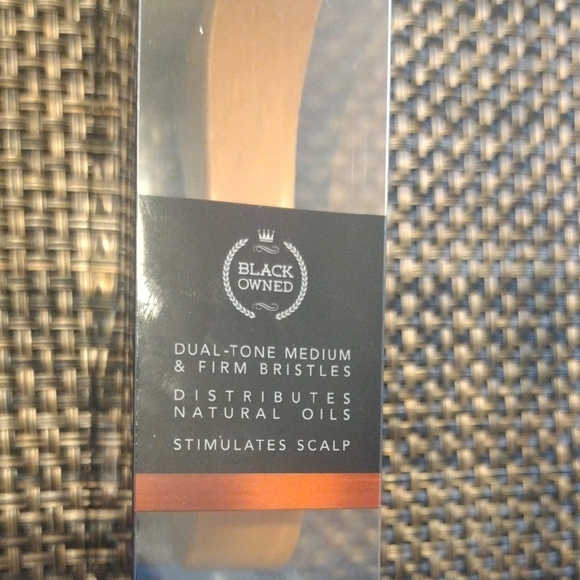 BLACK
OWNED
DUAL-TONE MEDIUM
& FIRM BRISTLES
DISTRIBUTES
NATURAL OILS
STIMULATES SCALP